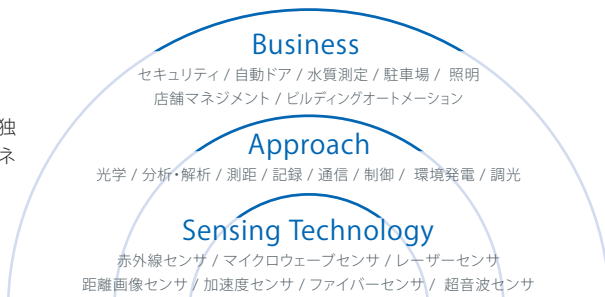 Business
セキュリティ / 自動ドア / 水質測定 / 駐車場 / 照明
店舗マネジメント / ビルディングオートメーション
独
ネ
Approach
光学 / 分析・解析 / 測距 / 記録 / 通信 / 制御 / 環境発電 / 調光
Sensing Technology
赤外線センサ / マイクロウェーブセンサ / レーザーセンサ
距離画像センサ / 加速度センサ / ファイバーセンサ / 超音波センサ